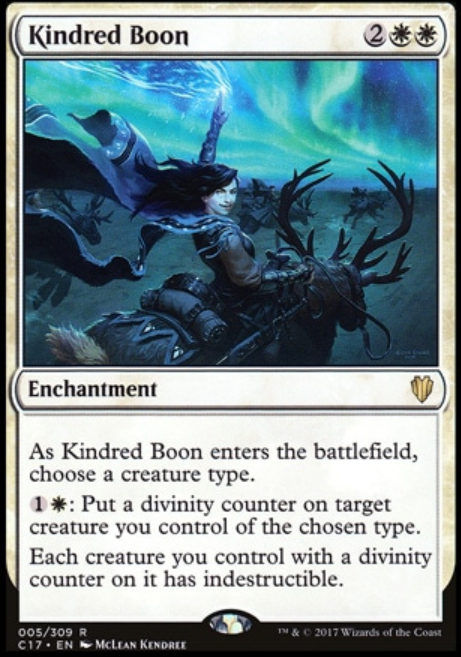 Kindred Boon 2
Enchantment
As Kindred Boon enters the battlefield,
choose a creature type.
1 : Put a divinity counter on target
creature you control of the chosen type.
Each creature you control with a divinity
counter on it has indestructible.
005/309 R
C17 • EN McLean Kendree
™ & © 2017 Wizards of the Coast